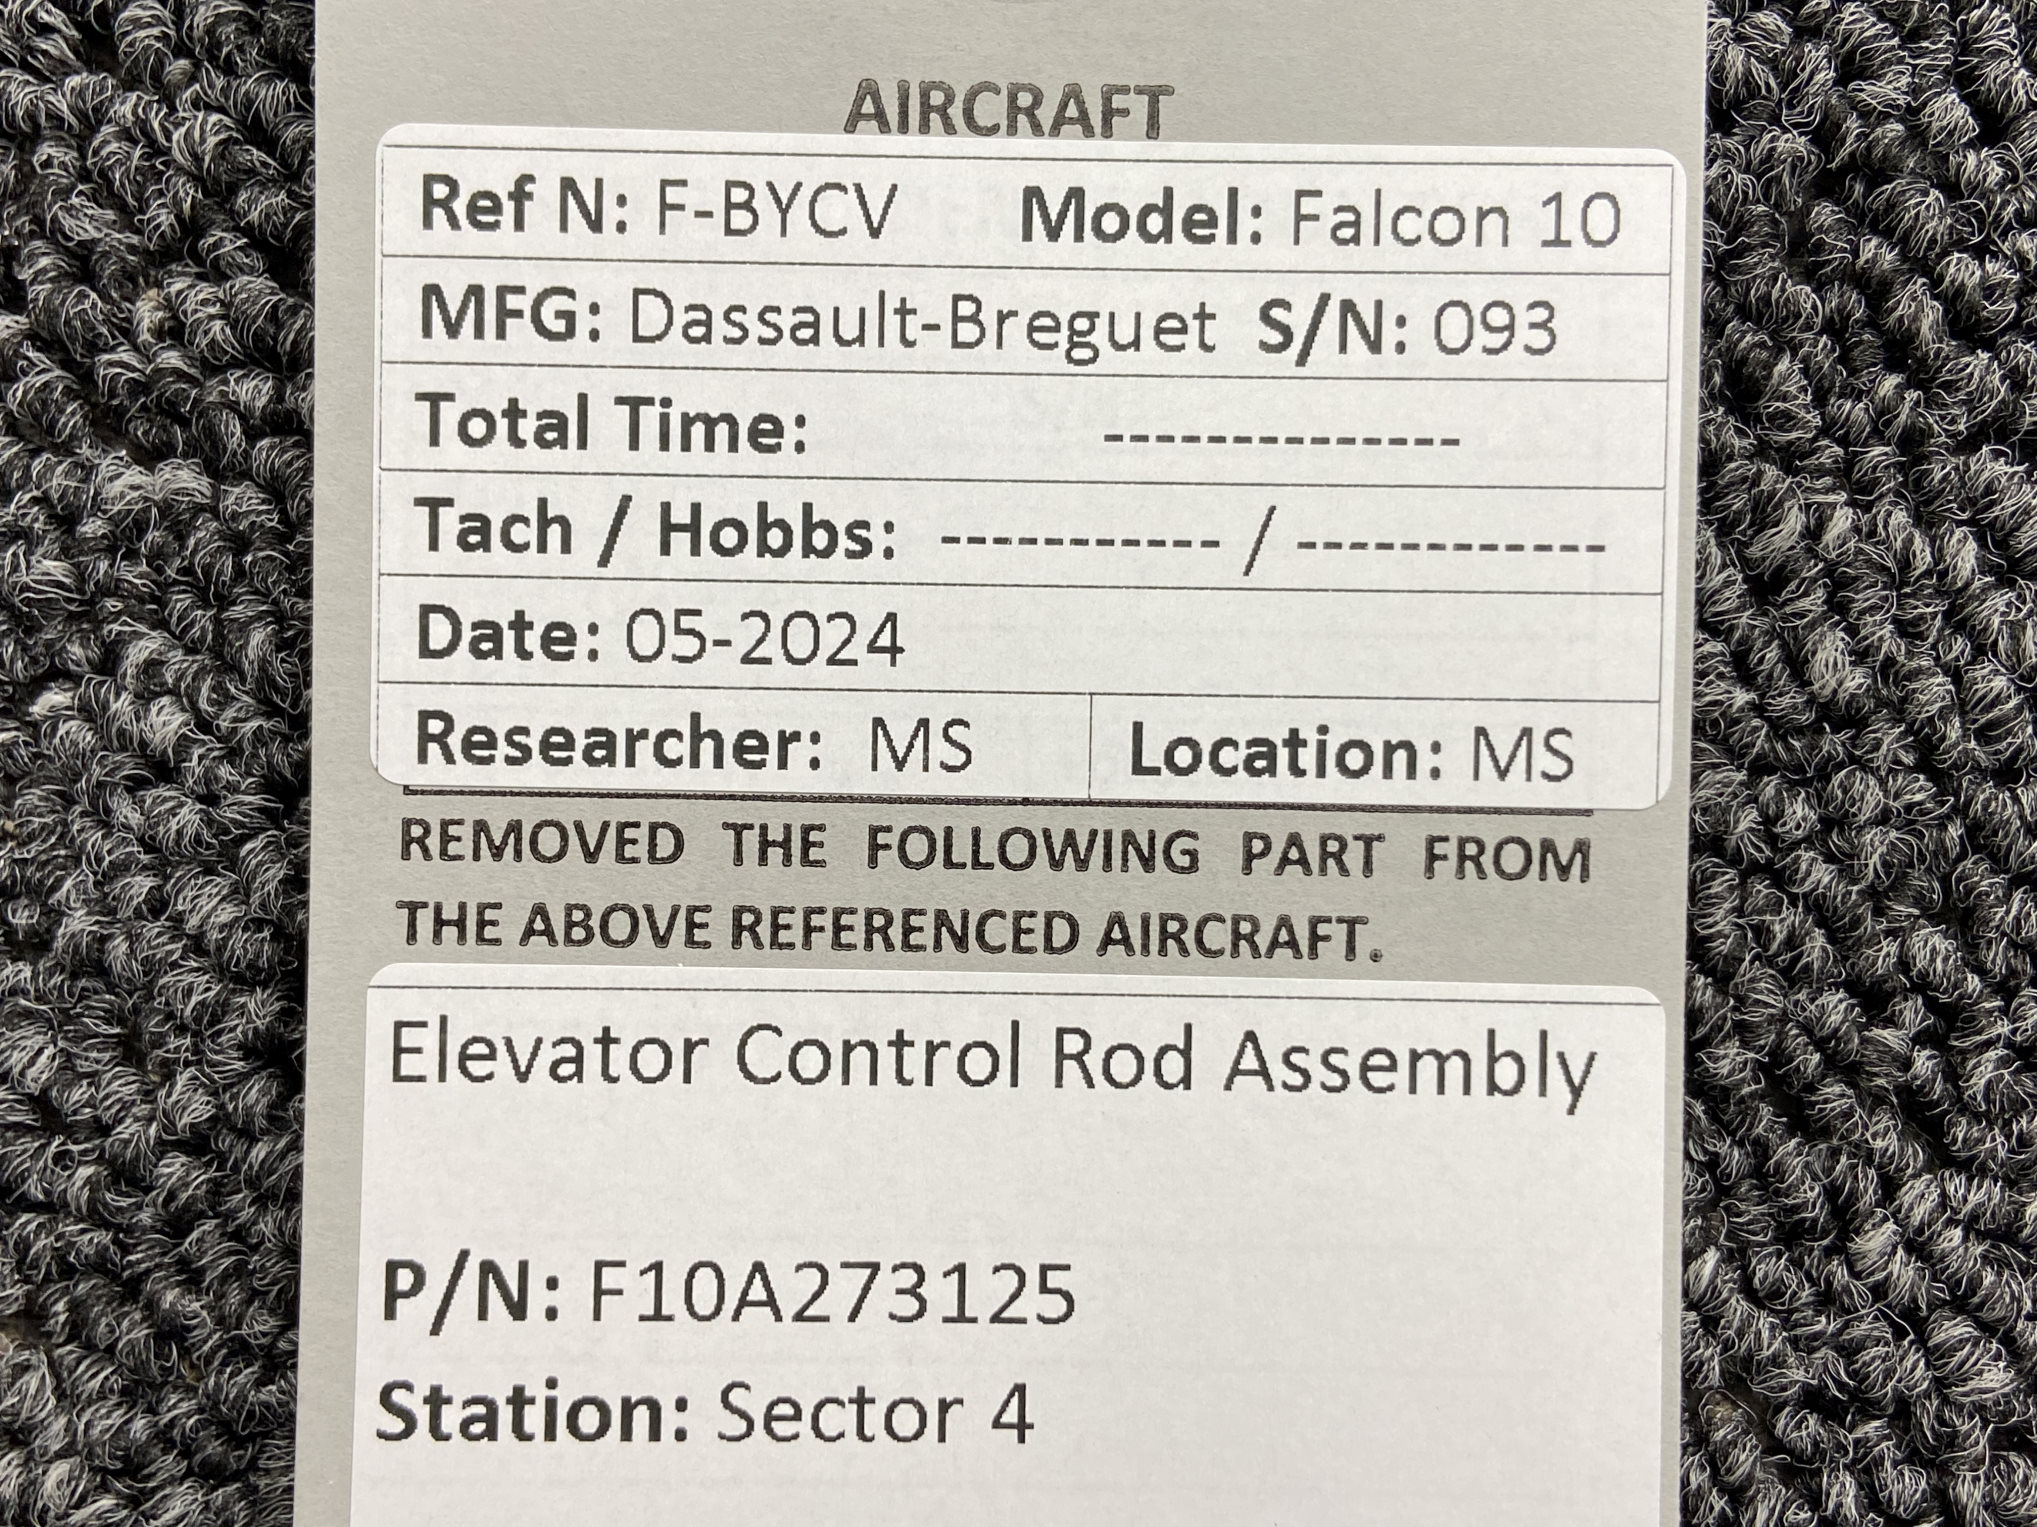 AIRCRAFT
Ref N: F-BYCV Model: Falcon 10
MFG: Dassault-Breguet S/N: 093
Total Time: --------------
Tach / Hobbs: ----------- / ------------
Date: 05-2024
Researcher: MS Location: MS
REMOVED THE FOLLOWING PART FROM
THE ABOVE REFERENCED AIRCRAFT.
Elevator Control Rod Assembly
P/N: F10A273125
Station: Sector 4